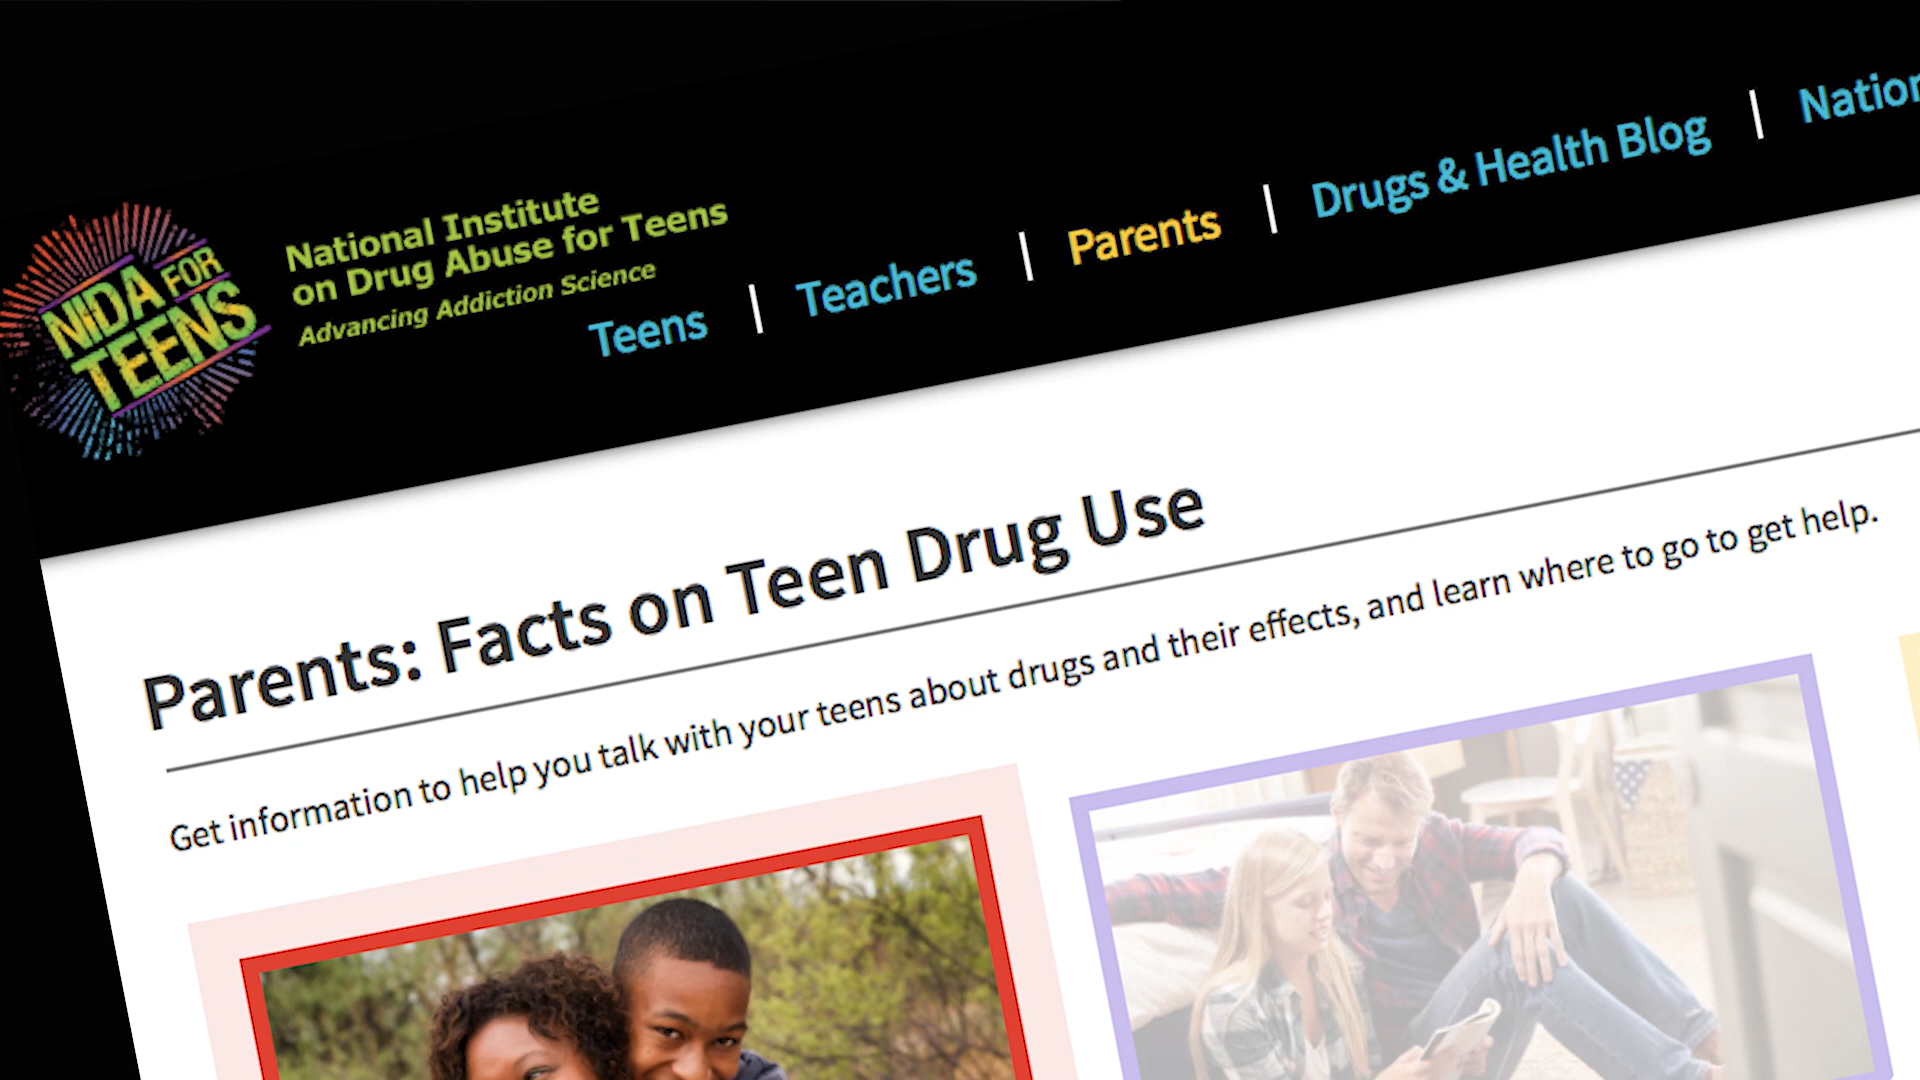 NIDA FOR
TEENS
National Institute
on Drug Abuse for Teens
Advancing Addiction Science
Teens | Teachers | Parents | Drugs & Health Blog | Nation
Parents: Facts on Teen Drug Use
Get information to help you talk with your teens about drugs and their effects, and learn where to go to get help.